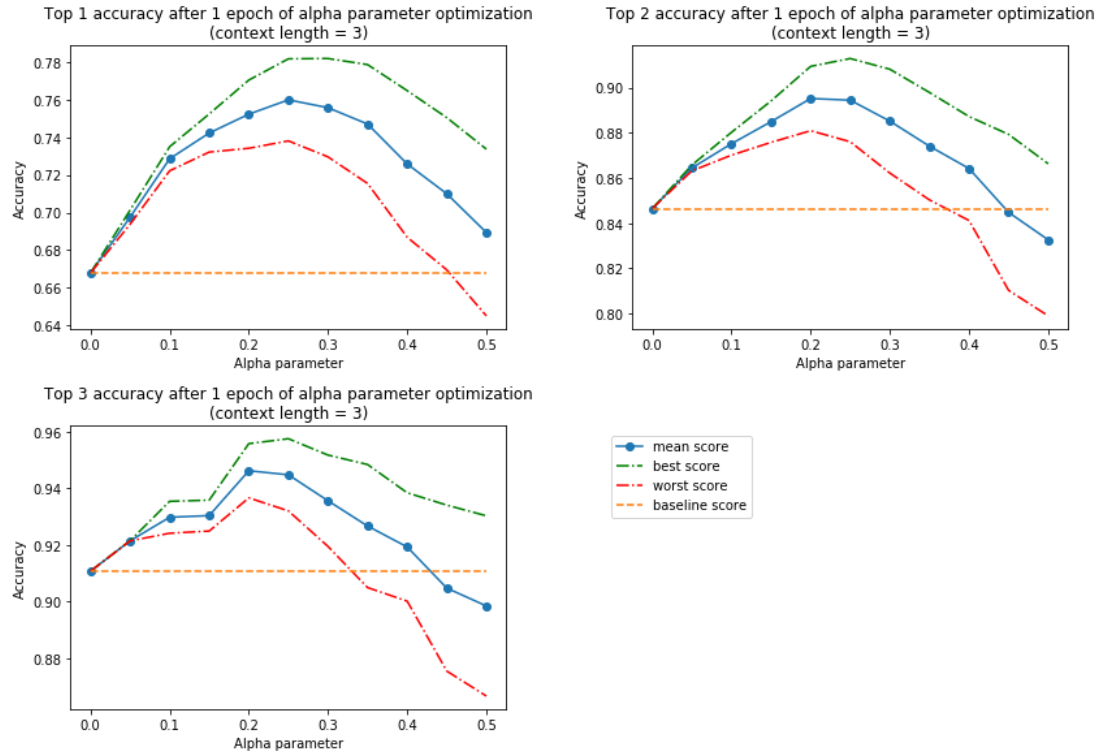 Top 1 accuracy after 1 epoch of alpha parameter optimization
(context length = 3)
0.78
0.76
0.74
0.72
0.70
0.68
0.66
0.64
Accuracy
0.0 0.1 0.2 0.3 0.4 0.5
Alpha parameter
Top 2 accuracy after 1 epoch of alpha parameter optimization
(context length = 3)
0.90
0.88
0.86
0.84
0.82
0.80
Accuracy
0.0 0.1 0.2 0.3 0.4 0.5
Alpha parameter
Top 3 accuracy after 1 epoch of alpha parameter optimization
(context length = 3)
0.96
0.94
0.92
0.90
0.88
Accuracy
0.0 0.1 0.2 0.3 0.4 0.5
Alpha parameter
mean score
best score
worst score
baseline score